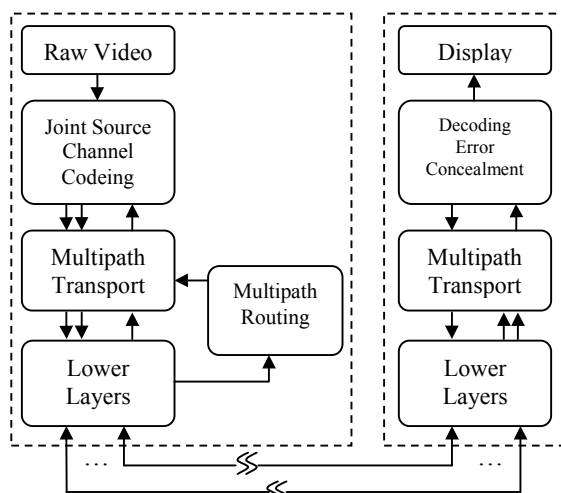 Raw Video
Joint Source
Channel
Codeing
Multipath
Transport
Multipath
Routing
Lower
Layers
...
Display
Decoding
Error
Concealment
Multipath
Transport
Lower
Layers
...